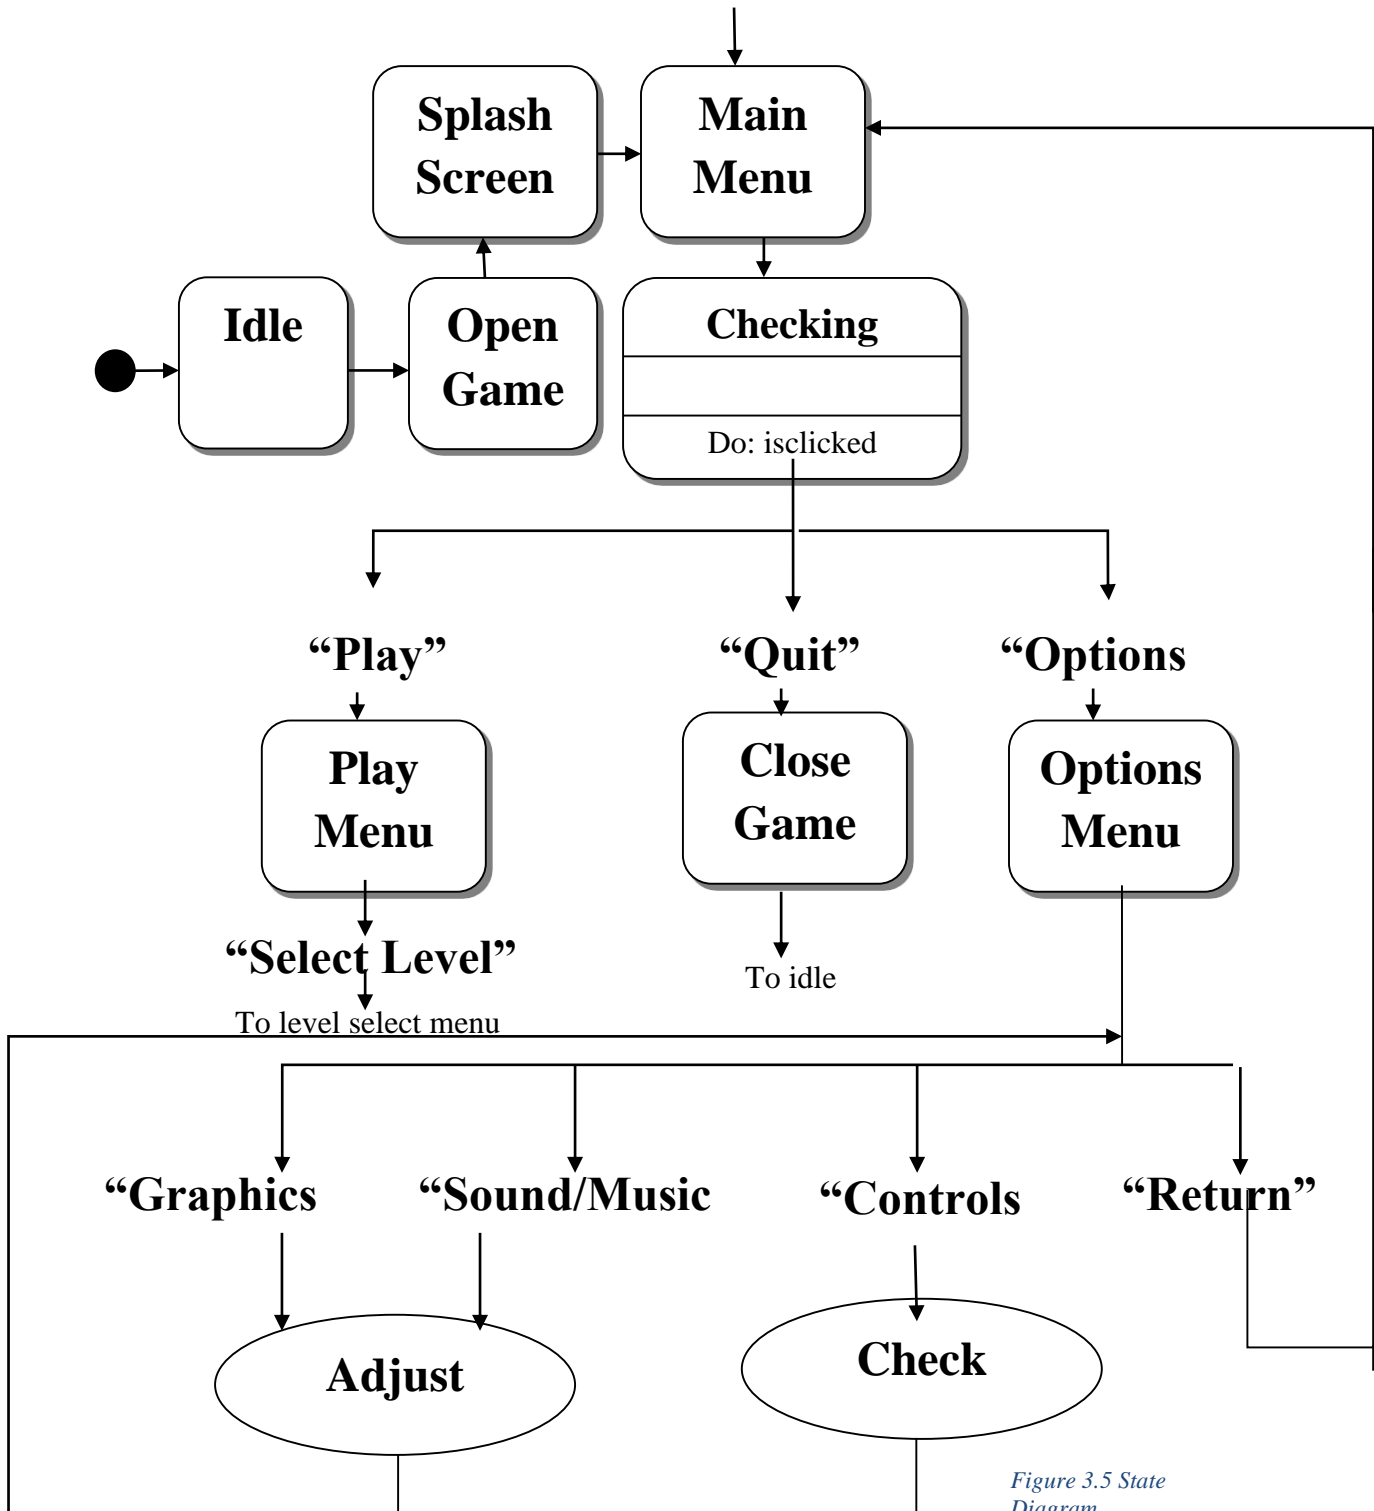 Splash
Screen
Main
Menu
Idle
Open
Game
Checking
Do: isclicked
“Play”
“Quit”
“Options
Play
Menu
Close
Game
Options
Menu
“Select Level”
To idle
To level select menu
“Graphics
“Sound/Music
“Controls
“Return”
Adjust
Check
Figure 3.5 State
Diagram